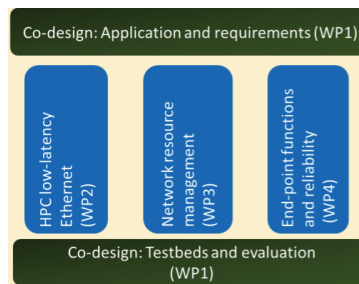 Co-design: Application and requirements (WP1)
HPC low-latency
Ethernet
(WP2)
Network resource
management
(WP3)
End-point functions
and reliability
(WP4)
Co-design: Testbeds and evaluation
(WP1)